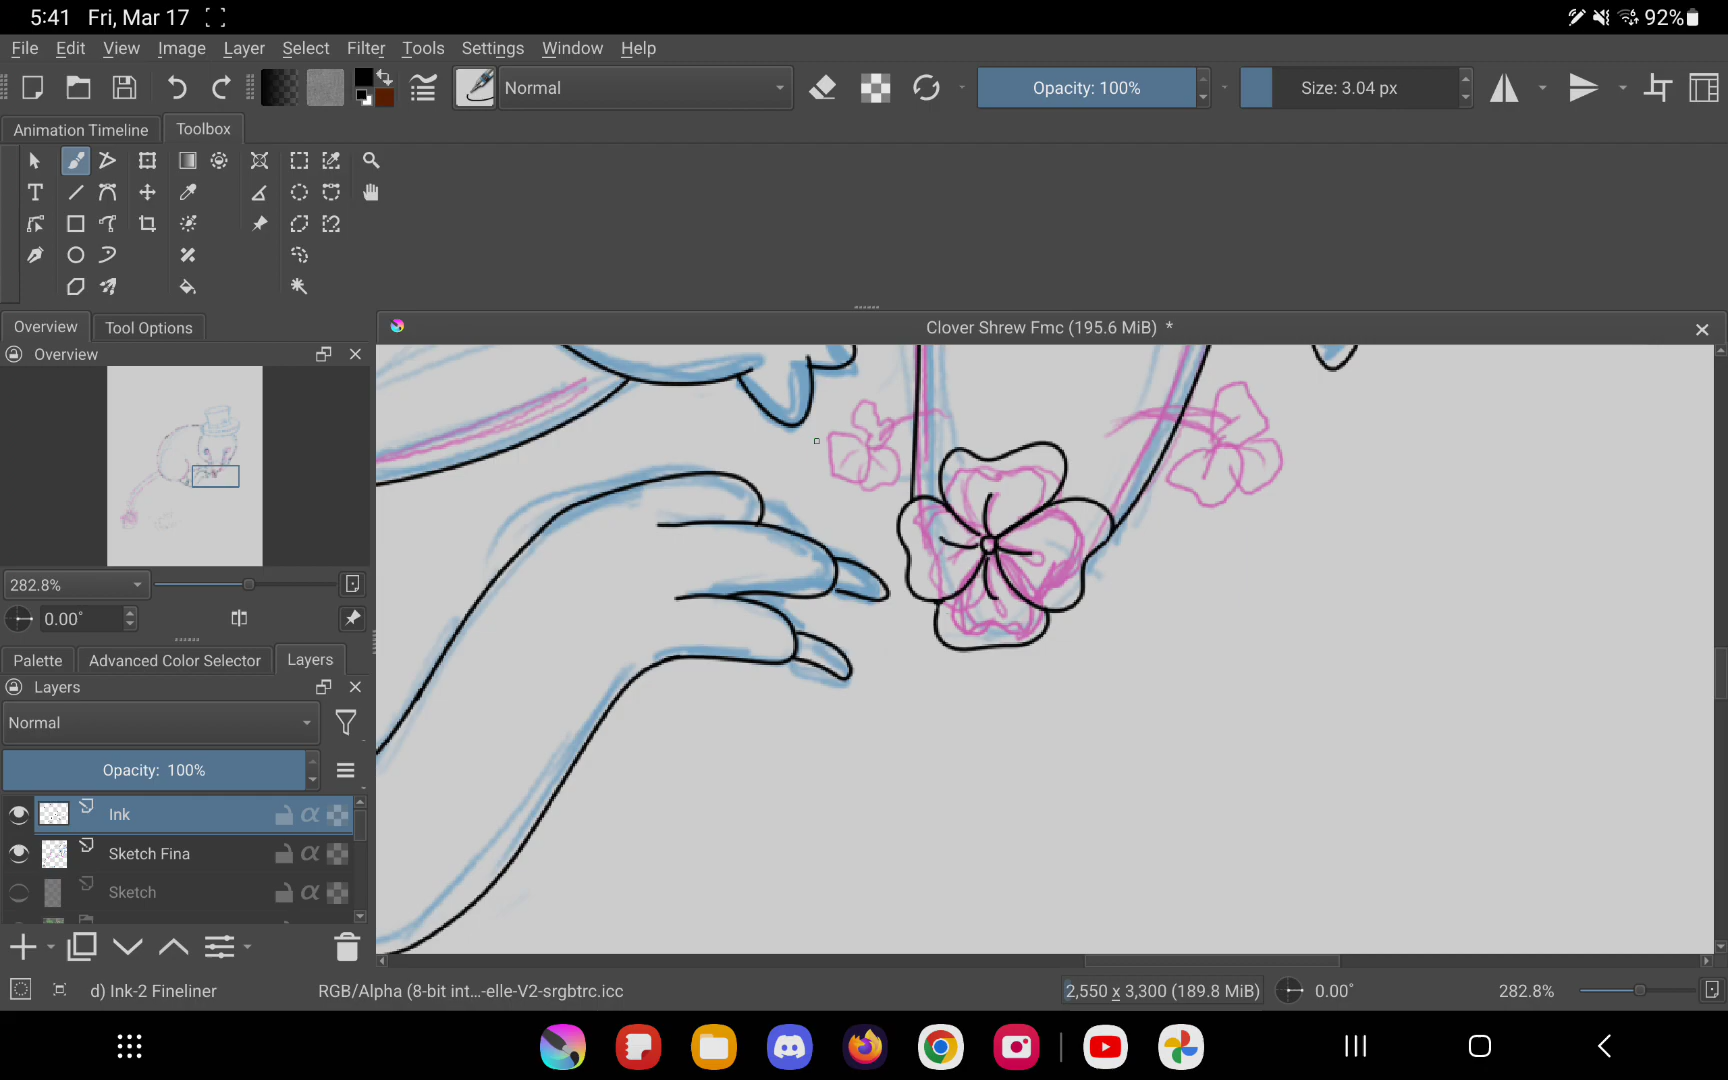 5:41 Fri, Mar 17 92%
File Edit View Image Layer Select Filter Tools Settings Window Help
Normal Opacity: 100% Size: 3.04 px
Animation Timeline Toolbox
Overview Tool Options
Clover Shrew Fmc (195.6 MiB) *
Overview
282.8%
0.00°
Palette Advanced Color Selector Layers
Layers
Normal
Opacity: 100%
Ink
Sketch Fina
Sketch
d) Ink-2 Fineliner RGB/Alpha (8-bit int...-elle-V2-srgbtrc.icc 2,550 x 3,300 (189.8 MiB) 0.00° 282.8%